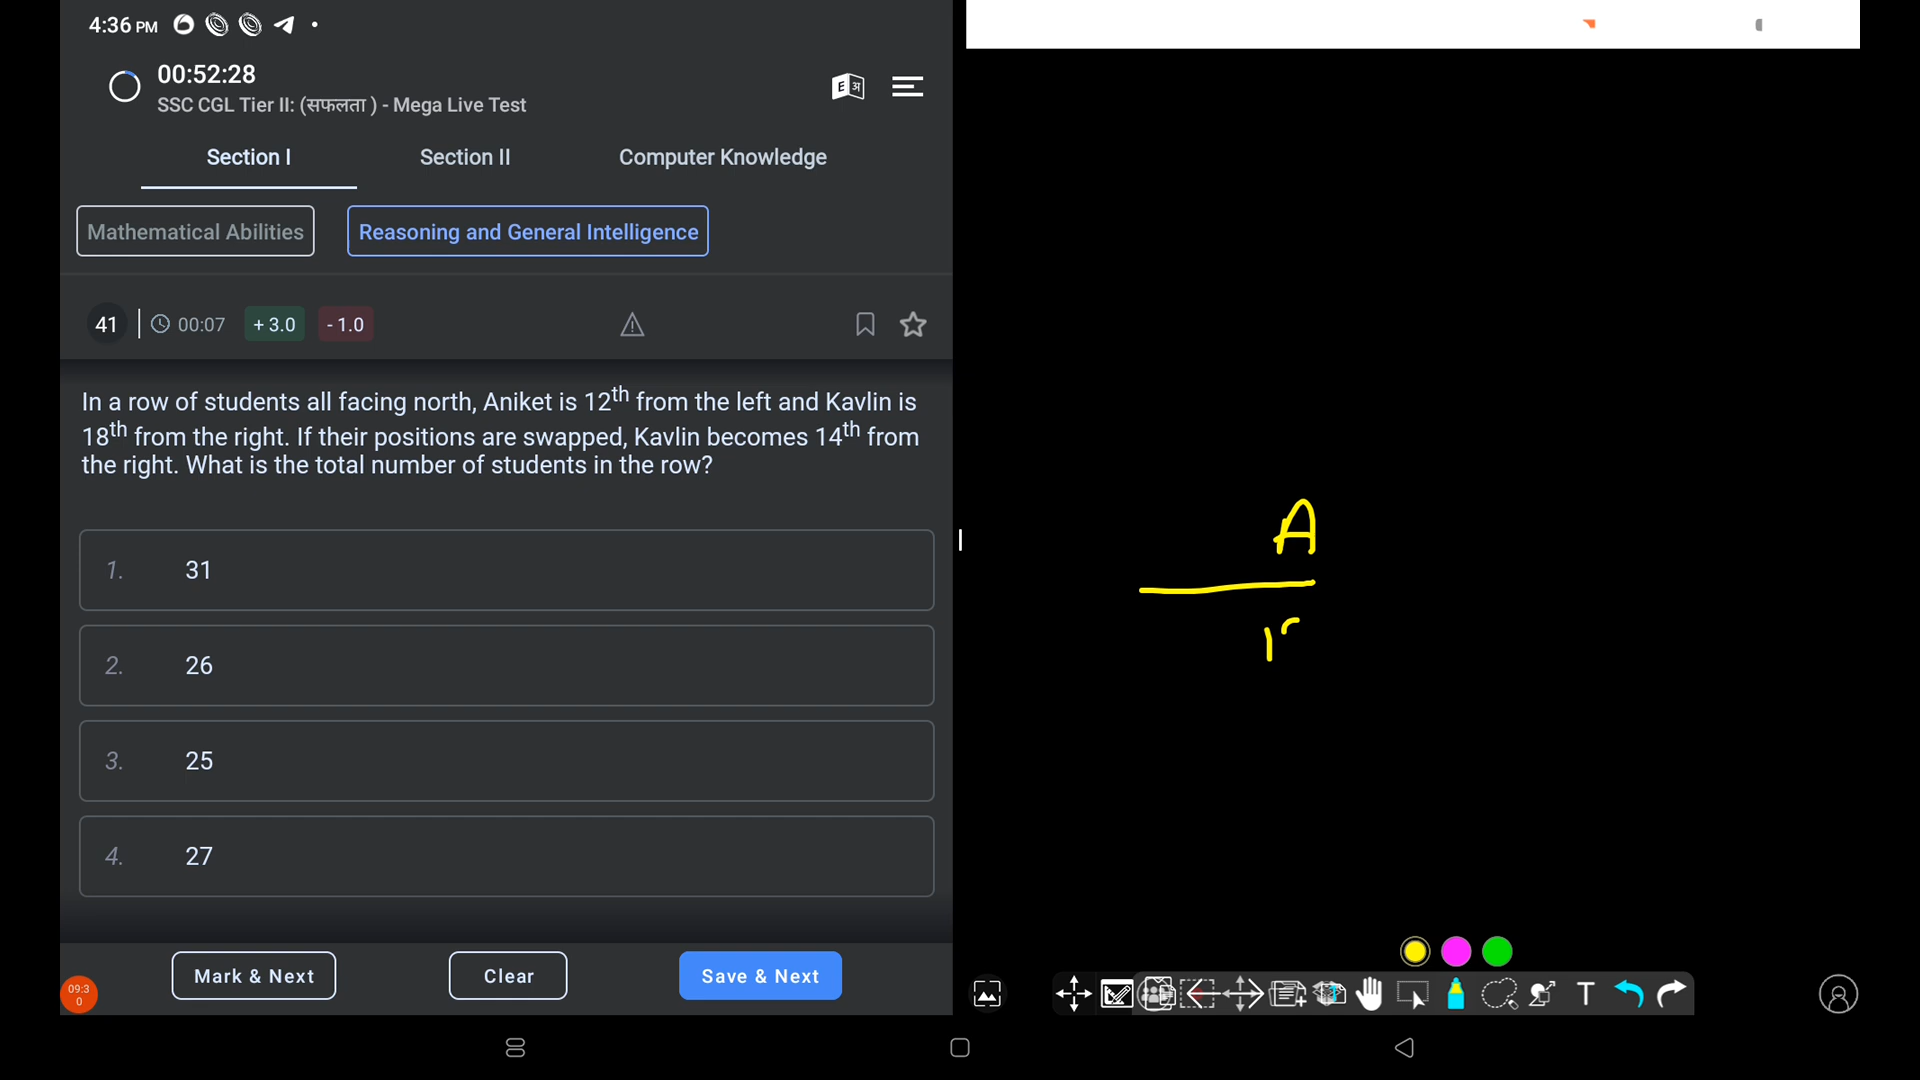 4:36 PM
00:52:28
SSC CGL Tier II: (सफलता ) - Mega Live Test
E अ
Section I Section II Computer Knowledge
Mathematical Abilities Reasoning and General Intelligence
41 00:07 + 3.0 - 1.0
In a row of students all facing north, Aniket is 12th from the left and Kavlin is
18th from the right. If their positions are swapped, Kavlin becomes 14th from
the right. What is the total number of students in the row?
1. 31
2. 26
3. 25
4. 27
A
1
Mark & Next Clear Save & Next
09:3
0
T